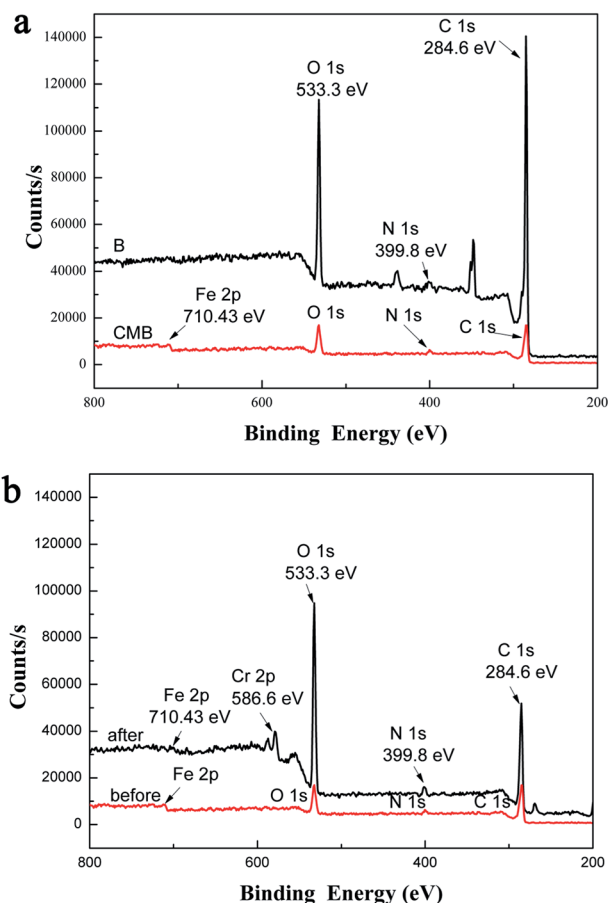 a
140000
120000
100000
80000
60000
40000
20000
0
Counts/s
C 1s
284.6 eV
O 1s
533.3 eV
N 1s
399.8 eV
B
Fe 2p
710.43 eV
CMB
O 1s
N 1s
C 1s
800
600
400
200
Binding Energy (eV)
b
140000
120000
100000
80000
60000
40000
20000
0
Counts/s
O 1s
533.3 eV
C 1s
284.6 eV
Cr 2p
586.6 eV
Fe 2p
710.43 eV
N 1s
399.8 eV
after
Fe 2p
before
O 1s
N 1s
C 1s
800
600
400
200
Binding Energy (eV)